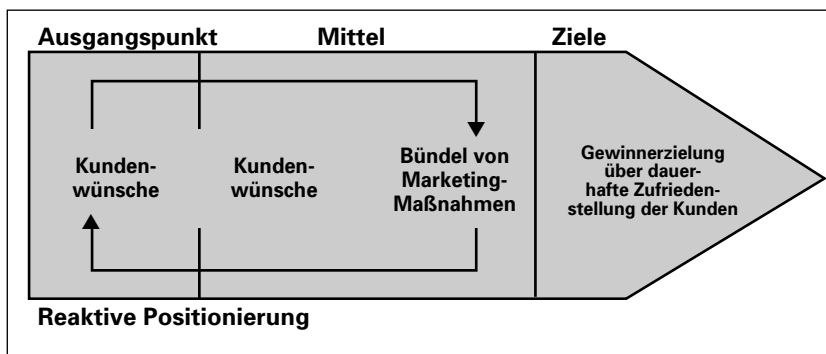 Ausgangspunkt
Mittel
Ziele
Kunden-
wünsche
Kunden-
wünsche
Bündel von
Marketing-
Maßnahmen
Gewinnerzielung
über dauer-
hafte Zufrieden-
stellung der Kunden
Reaktive Positionierung